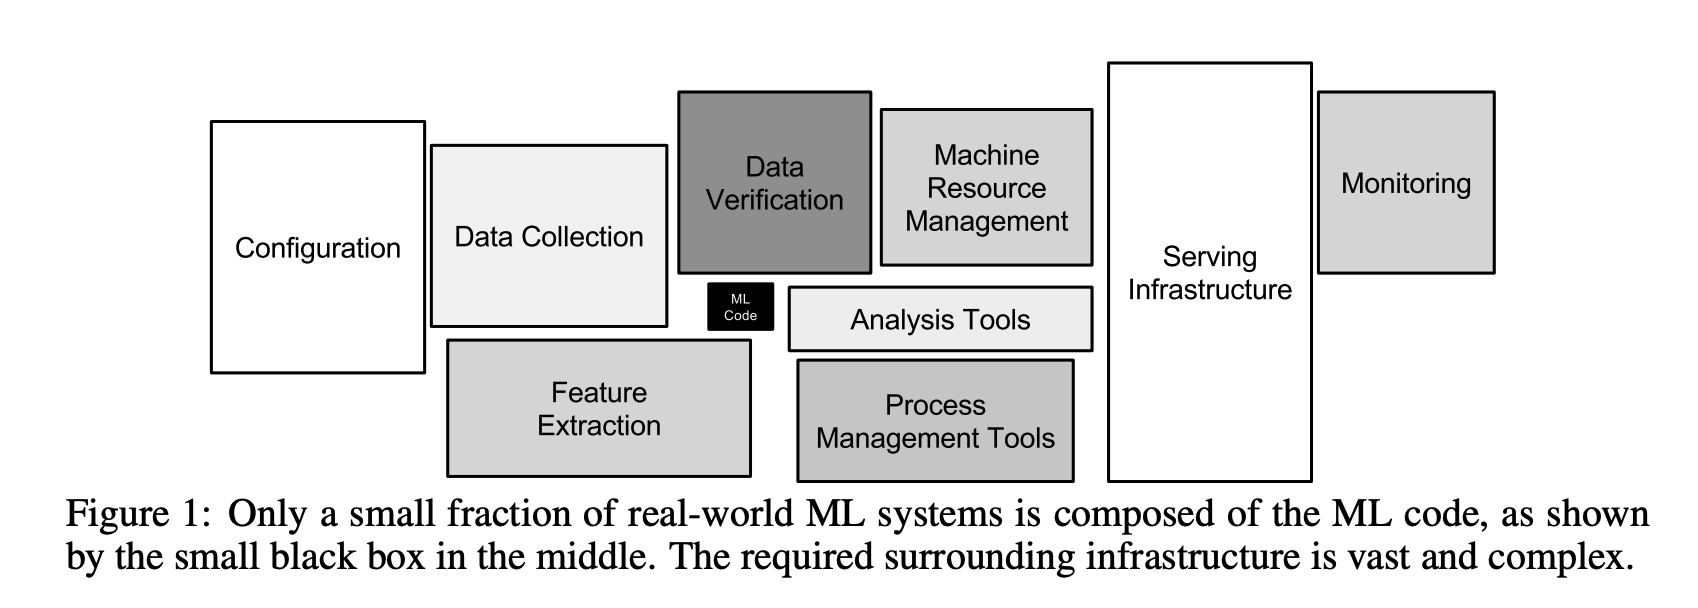 Configuration
Data Collection
Data
Verification
Machine
Resource
Management
Serving
Infrastructure
Monitoring
ML
Code
Analysis Tools
Feature
Extraction
Process
Management Tools
Figure 1: Only a small fraction of real-world ML systems is composed of the ML code, as shown
by the small black box in the middle. The required surrounding infrastructure is vast and complex.